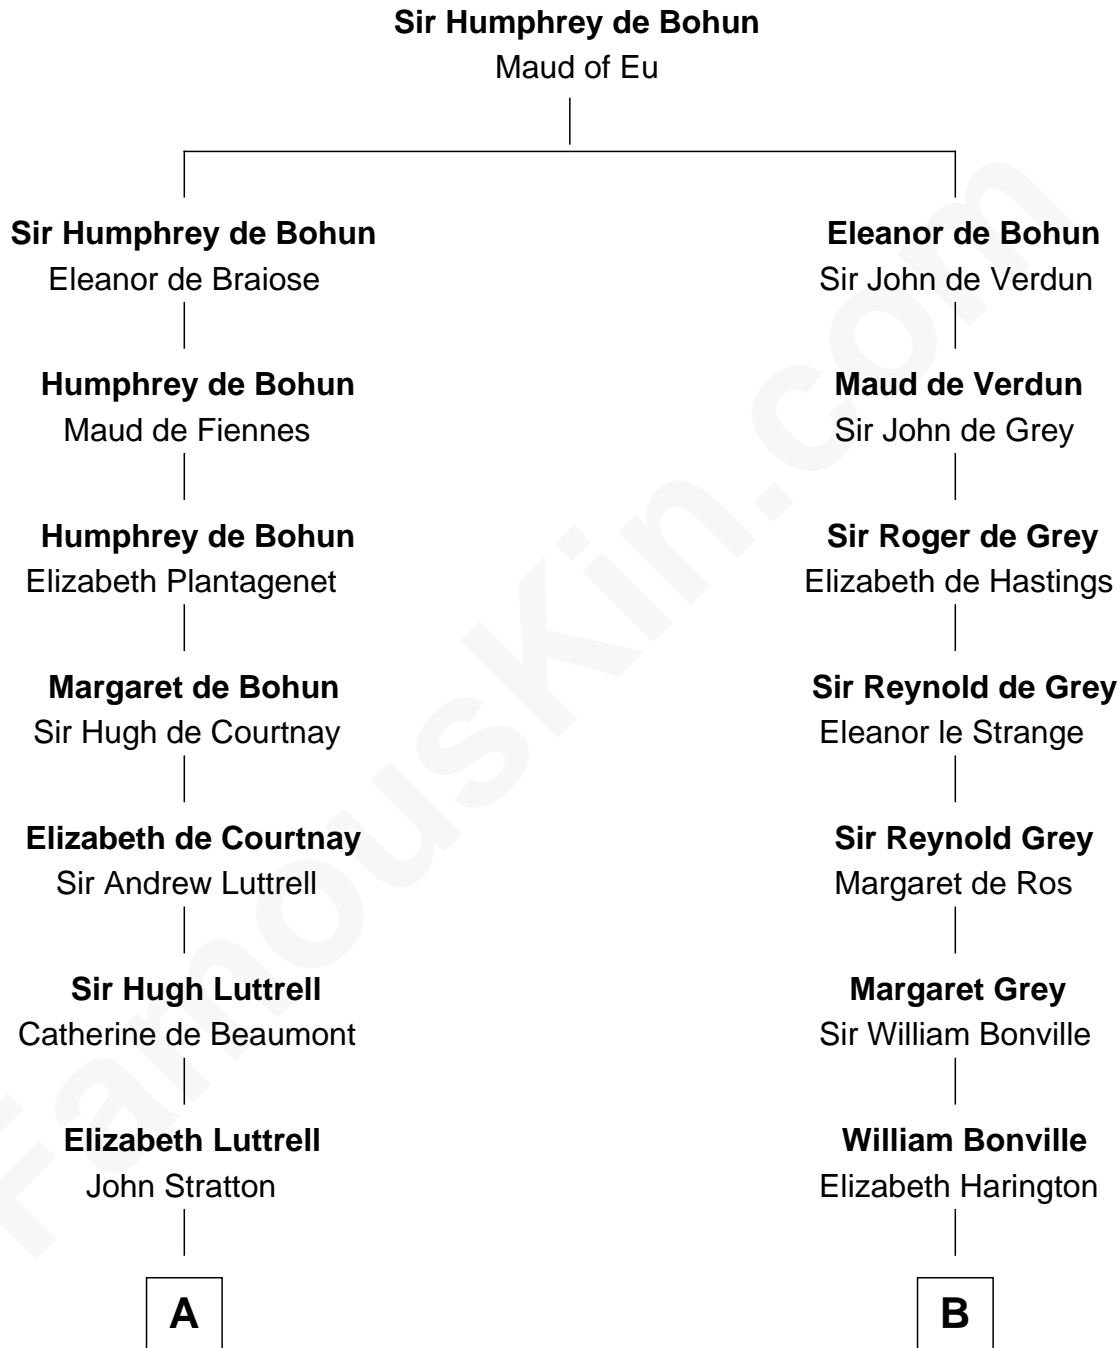 Sir Humphrey de Bohun
Maud of Eu
Sir Humphrey de Bohun
Eleanor de Braiose
Humphrey de Bohun
Maud de Fiennes
Humphrey de Bohun
Elizabeth Plantagenet
Margaret de Bohun
Sir Hugh de Courtnay
Elizabeth de Courtnay
Sir Andrew Luttrell
Sir Hugh Luttrell
Catherine de Beaumont
Elizabeth Luttrell
John Stratton
A
Eleanor de Bohun
Sir John de Verdun
Maud de Verdun
Sir John de Grey
Sir Roger de Grey
Elizabeth de Hastings
Sir Reynold de Grey
Eleanor le Strange
Sir Reynold Grey
Margaret de Ros
Margaret Grey
Sir William Bonville
William Bonville
Elizabeth Harington
B
FamousKin.com